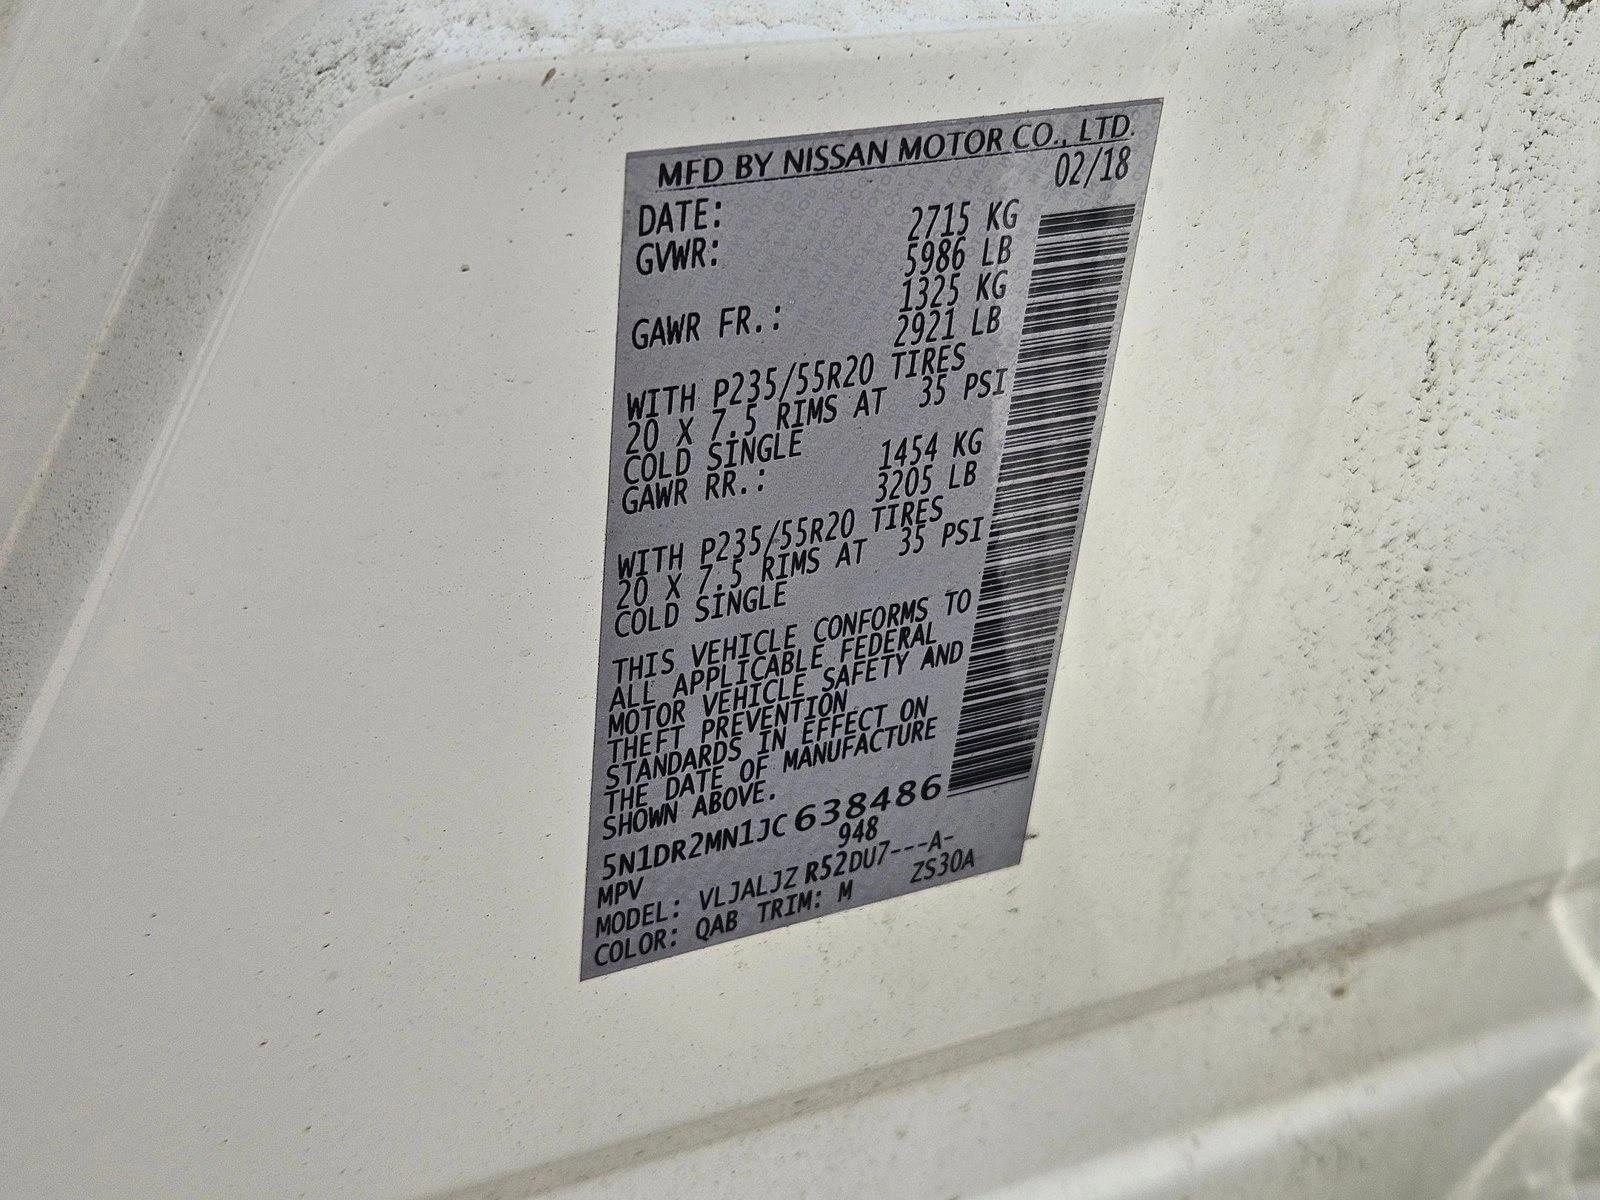 MFD BY NISSAN MOTOR CO., LTD.
DATE: 02/18
GVWR: 2715 KG
5986 LB
GAWR FR.: 1325 KG
2921 LB
WITH P235/55R20 TIRES
20 X 7.5 RIMS AT 35 PSI
COLD SINGLE
GAWR RR.: 1454 KG
3205 LB
WITH P235/55R20 TIRES
20 X 7.5 RIMS AT 35 PSI
COLD SINGLE
THIS VEHICLE CONFORMS TO
ALL APPLICABLE FEDERAL
MOTOR VEHICLE SAFETY AND
THEFT PREVENTION
STANDARDS IN EFFECT ON
THE DATE OF MANUFACTURE
SHOWN ABOVE.
5N1DR2MN1JC638486
MPV 948
MODEL: VLJALJZ R52DU7---A-
COLOR: QAB TRIM: M ZS30A